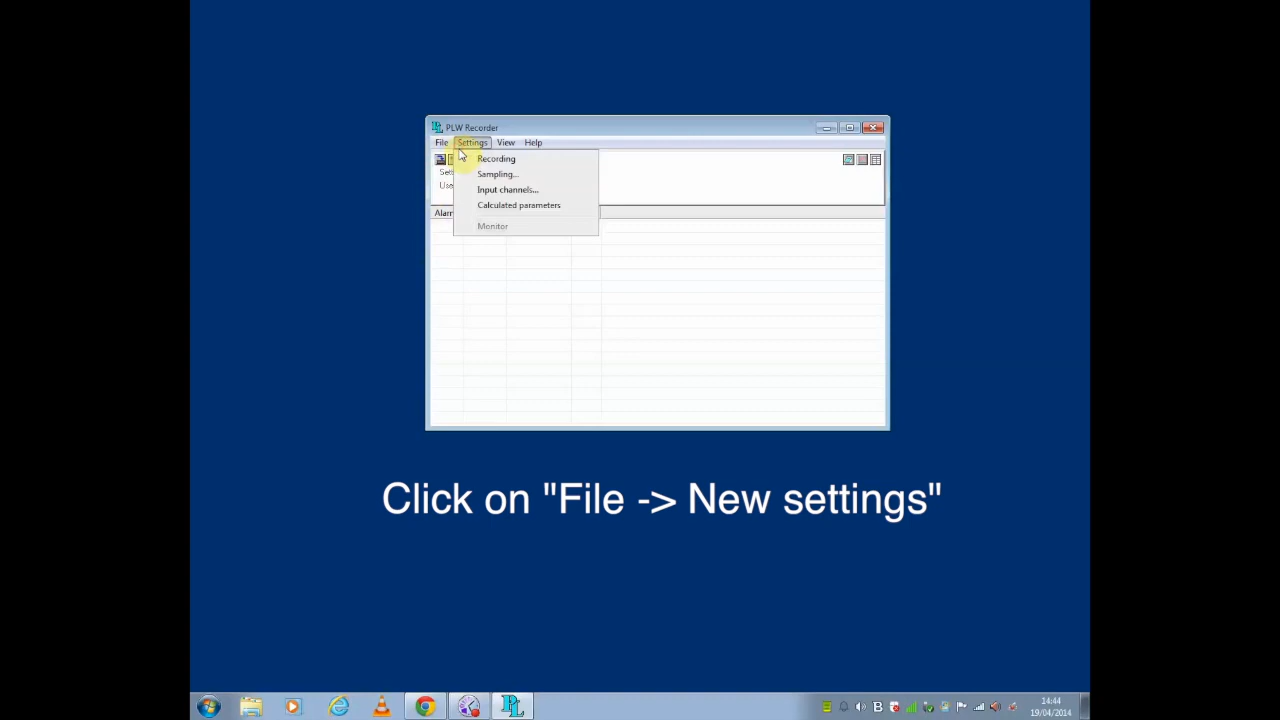 PLW Recorder
File Settings View Help
Recording
Sampling...
Input channels...
Calculated parameters
Monitor
Click on "File -> New settings"
14:44
19/04/2014